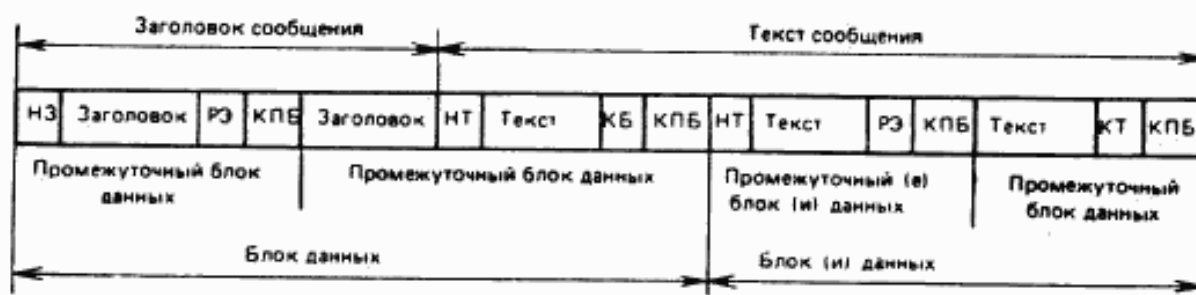 Заголовок сообщения
Текст сообщения
НЗ Заголовок РЭ КПБ Заголовок НТ Текст КБ КПБ НТ Текст РЭ КПБ Текст КТ КПБ
Промежуточный блок
данных
Промежуточный блок данных
Промежуточный (е)
блок (и) данных
Промежуточный
блок данных
Блок данных
Блок (и) данных